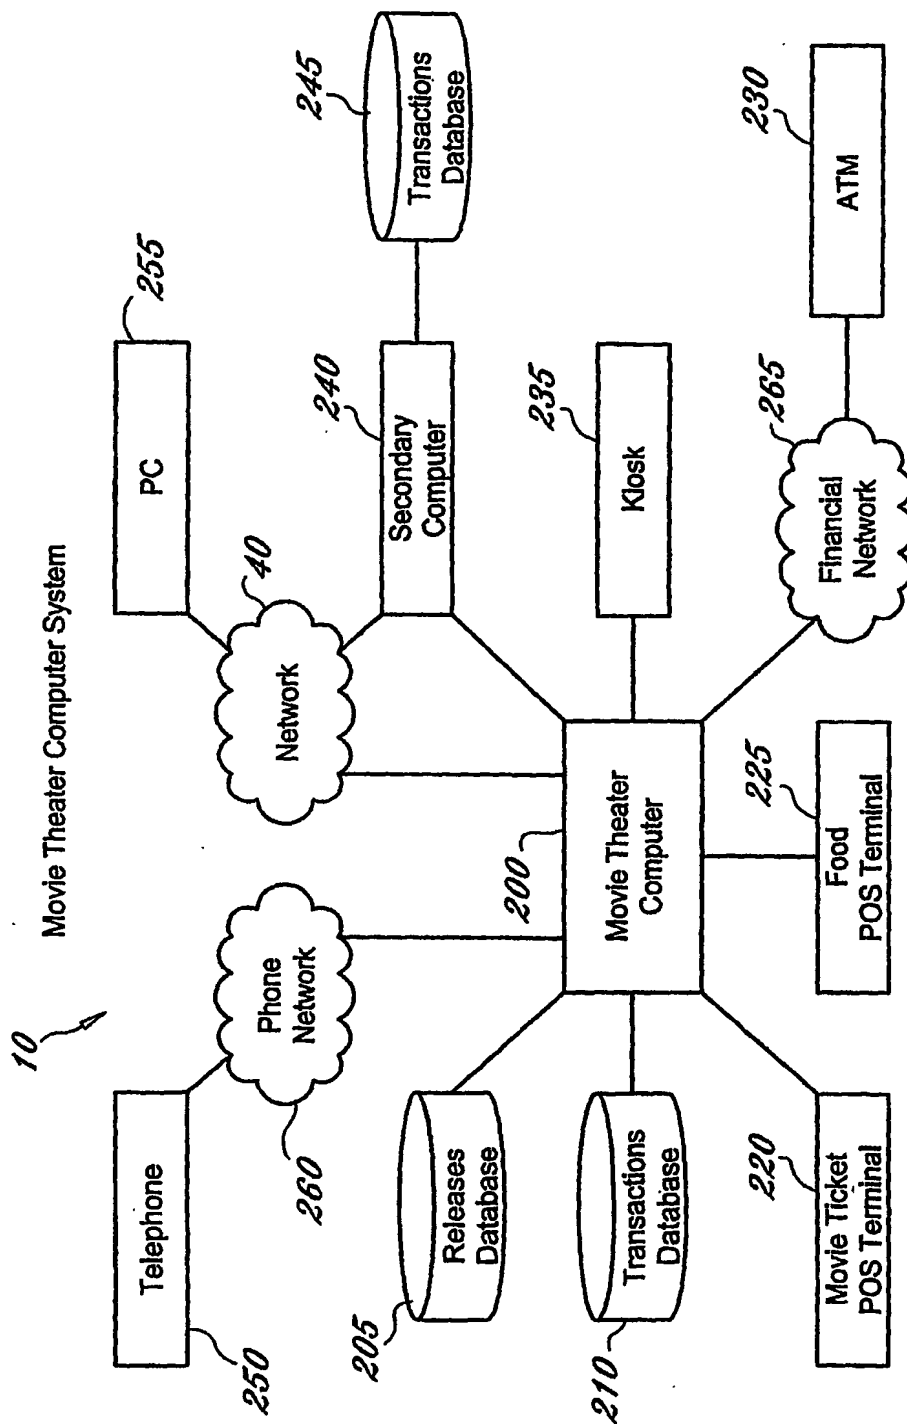 Movie Theater Computer System
10
Telephone
250
Phone
Network
260
Network
40
PC
255
Releases
Database
205
Transactions
Database
210
Movie Theater
Computer
200
Secondary
Computer
240
Transactions
Database
245
Kiosk
235
Movie Ticket
POS Terminal
220
Food
POS Terminal
225
Financial
Network
265
ATM
230